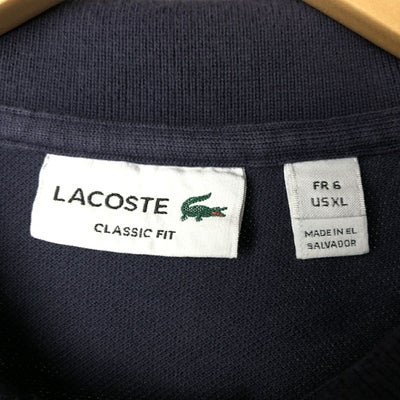 LACOSTE
CLASSIC FIT
FR 6
US XL
MADE IN EL
SALVADOR